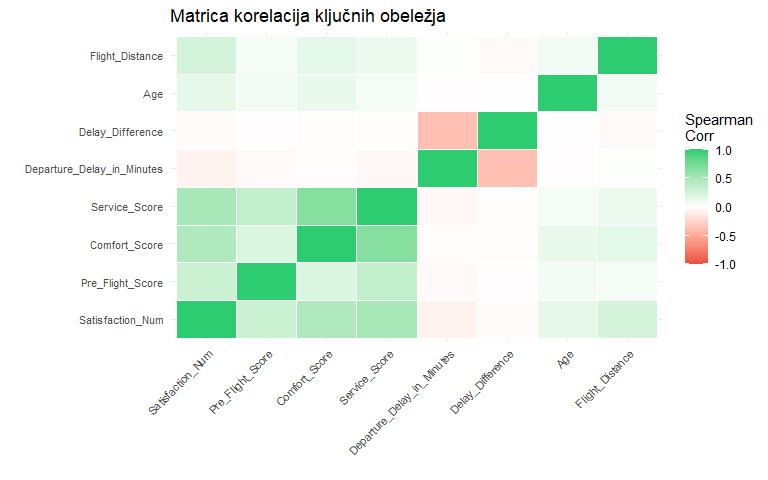 Matrica korelacija ključnih obeležja
Flight_Distance
Age
Delay_Difference
Departure_Delay_in_Minutes
Service_Score
Comfort_Score
Pre_Flight_Score
Satisfaction_Num
Satisfaction_Num
Pre_Flight_Score
Comfort_Score
Service_Score
Departure_Delay_in_Minutes
Delay_Difference
Age
Flight_Distance
Spearman
Corr
1.0
0.5
0.0
-0.5
-1.0